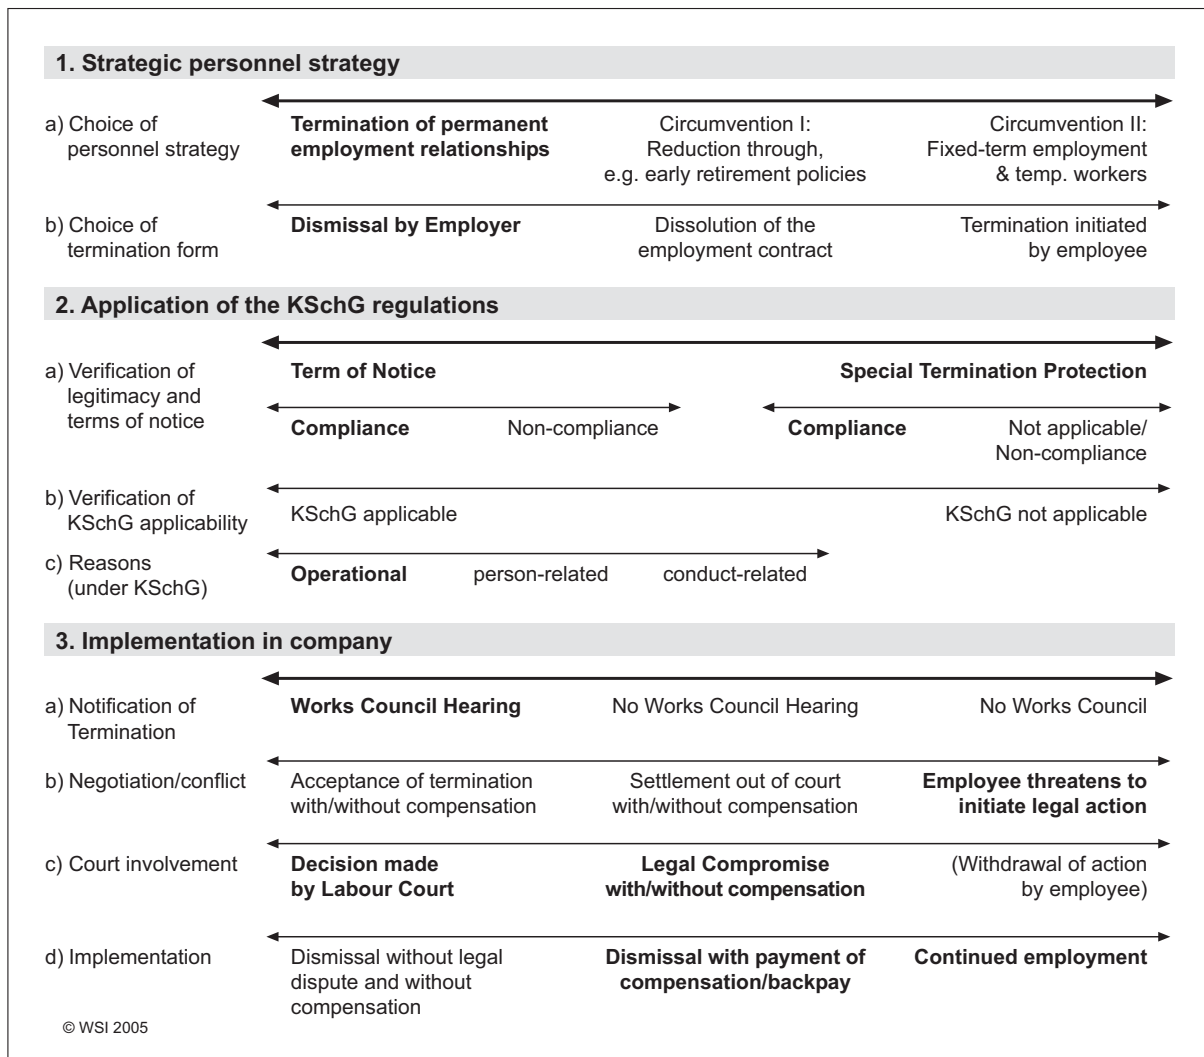 1. Strategic personnel strategy
a) Choice of
personnel strategy
Termination of permanent
employment relationships
Circumvention I:
Reduction through,
e.g. early retirement policies
Circumvention II:
Fixed-term employment
& temp. workers
b) Choice of
termination form
Dismissal by Employer
Dissolution of the
employment contract
Termination initiated
by employee
2. Application of the KSchG regulations
a) Verification of
legitimacy and
terms of notice
Term of Notice
Special Termination Protection
Compliance
Non-compliance
Compliance
Not applicable/
Non-compliance
b) Verification of
KSchG applicability
KSchG applicable
KSchG not applicable
c) Reasons
(under KSchG)
Operational
person-related
conduct-related
3. Implementation in company
a) Notification of
Termination
Works Council Hearing
No Works Council Hearing
No Works Council
b) Negotiation/conflict
Acceptance of termination
with/without compensation
Settlement out of court
with/without compensation
Employee threatens to
initiate legal action
c) Court involvement
Decision made
by Labour Court
Legal Compromise
with/without compensation
(Withdrawal of action
by employee)
d) Implementation
Dismissal without legal
dispute and without
compensation
Dismissal with payment of
compensation/backpay
Continued employment
© WSI 2005